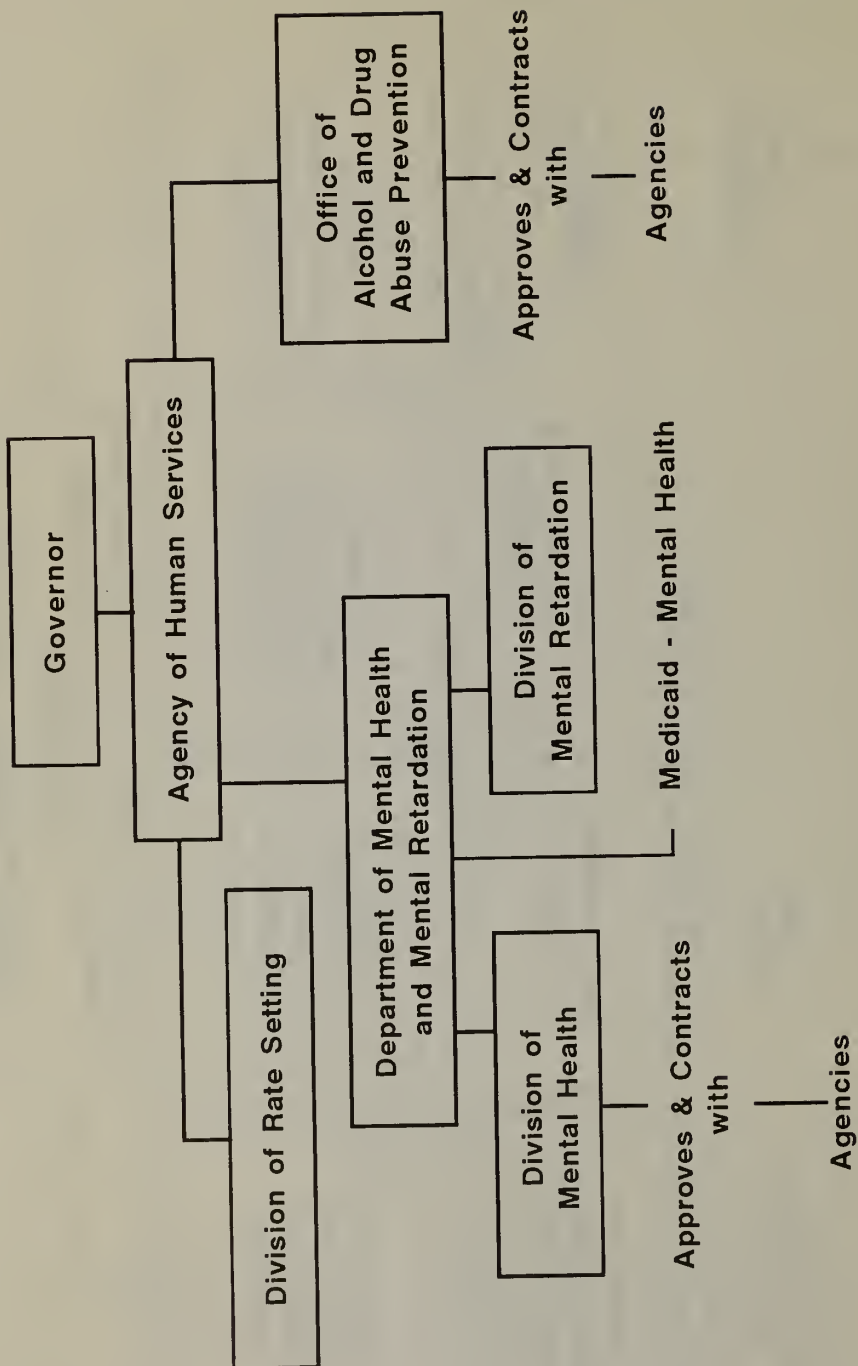 Governor
Agency of Human Services
Division of Rate Setting
Department of Mental Health
and Mental Retardation
Office of
Alcohol and Drug
Abuse Prevention
Division of
Mental Health
Division of
Mental Retardation
Approves & Contracts
with
Agencies
Medicaid - Mental Health
Approves & Contracts
with
Agencies